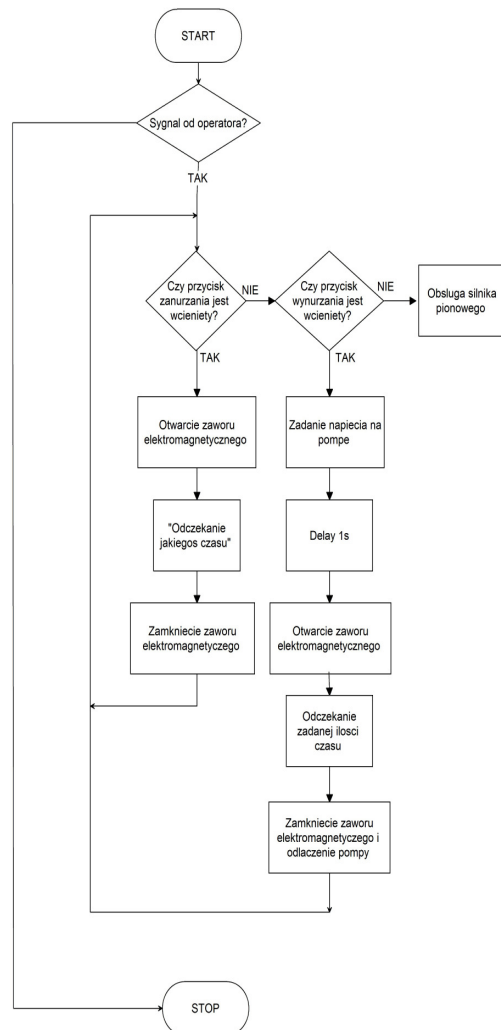 START
Sygnal od operatora?
TAK
Czy przycisk
zanurzania jest
wcieniety?
NIE
Czy przycisk
wynurzania jest
wcieniety?
NIE
Obsluga silnika
pionowego
TAK
TAK
Otwarcie zaworu
elektromagnetycznego
Zadanie napiecia na
pompe
"Odczekanie
jakiegos czasu"
Delay 1s
Zamkniecie zaworu
elektromagnetyczego
Otwarcie zaworu
elektromagnetycznego
Odczekanie
zadanej ilosci
czasu
Zamkniecie zaworu
elektromagnetyczego i
odlaczenie pompy
STOP